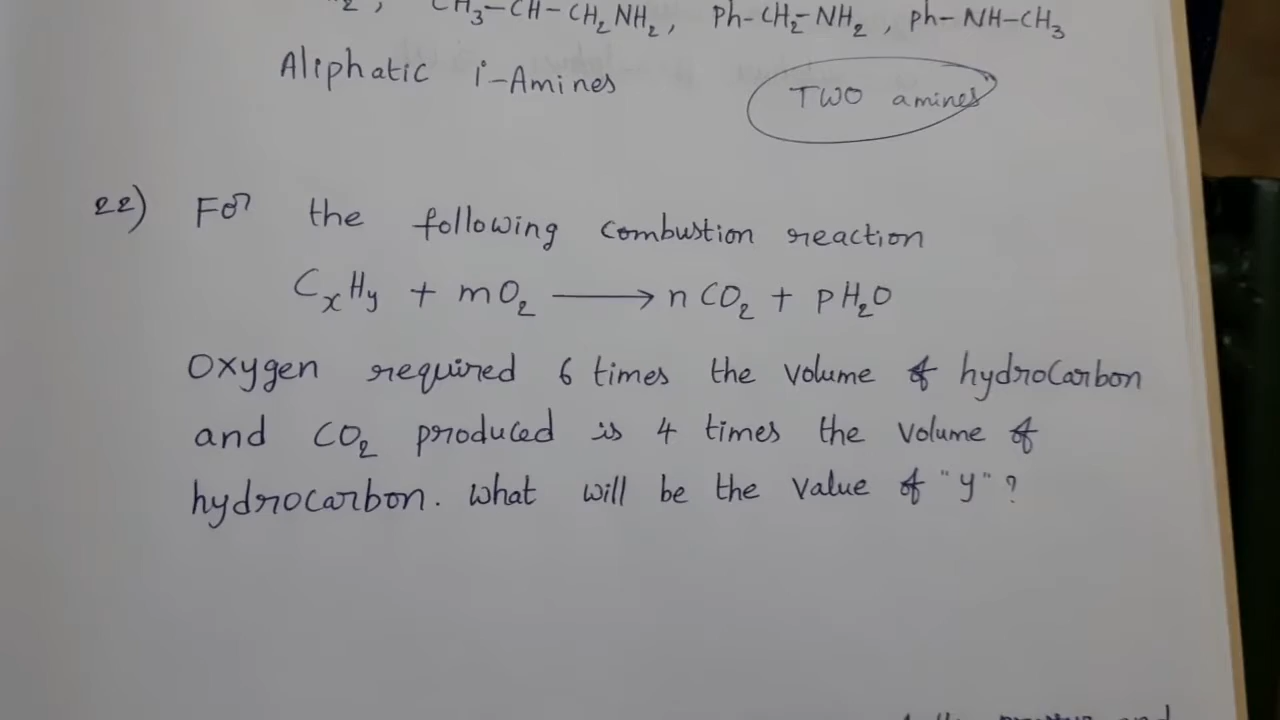 CH₃-CH-CH₂NH₂, Ph-CH₂-NH₂, Ph-NH-CH₃
Aliphatic i-Amines
TWO amines
22) For the following combustion reaction
CₓHy + mO₂ ⟶ nCO₂ + pH₂O
Oxygen required 6 times the volume of hydrocarbon
and CO₂ produced is 4 times the volume of
hydrocarbon. What will be the value of "y"?